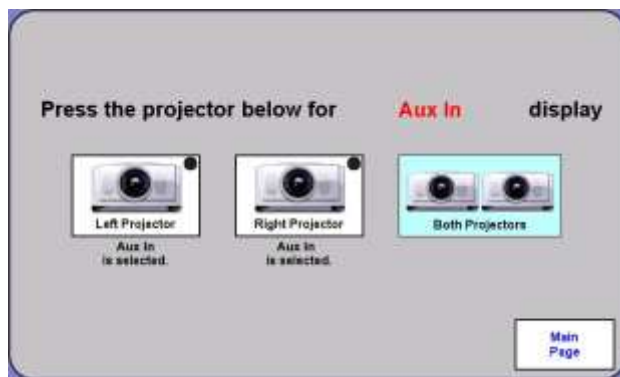 Press the projector below for Aux In display
Left Projector Right Projector Both Projectors
Aux In Aux In
is selected. is selected.
Main
Page